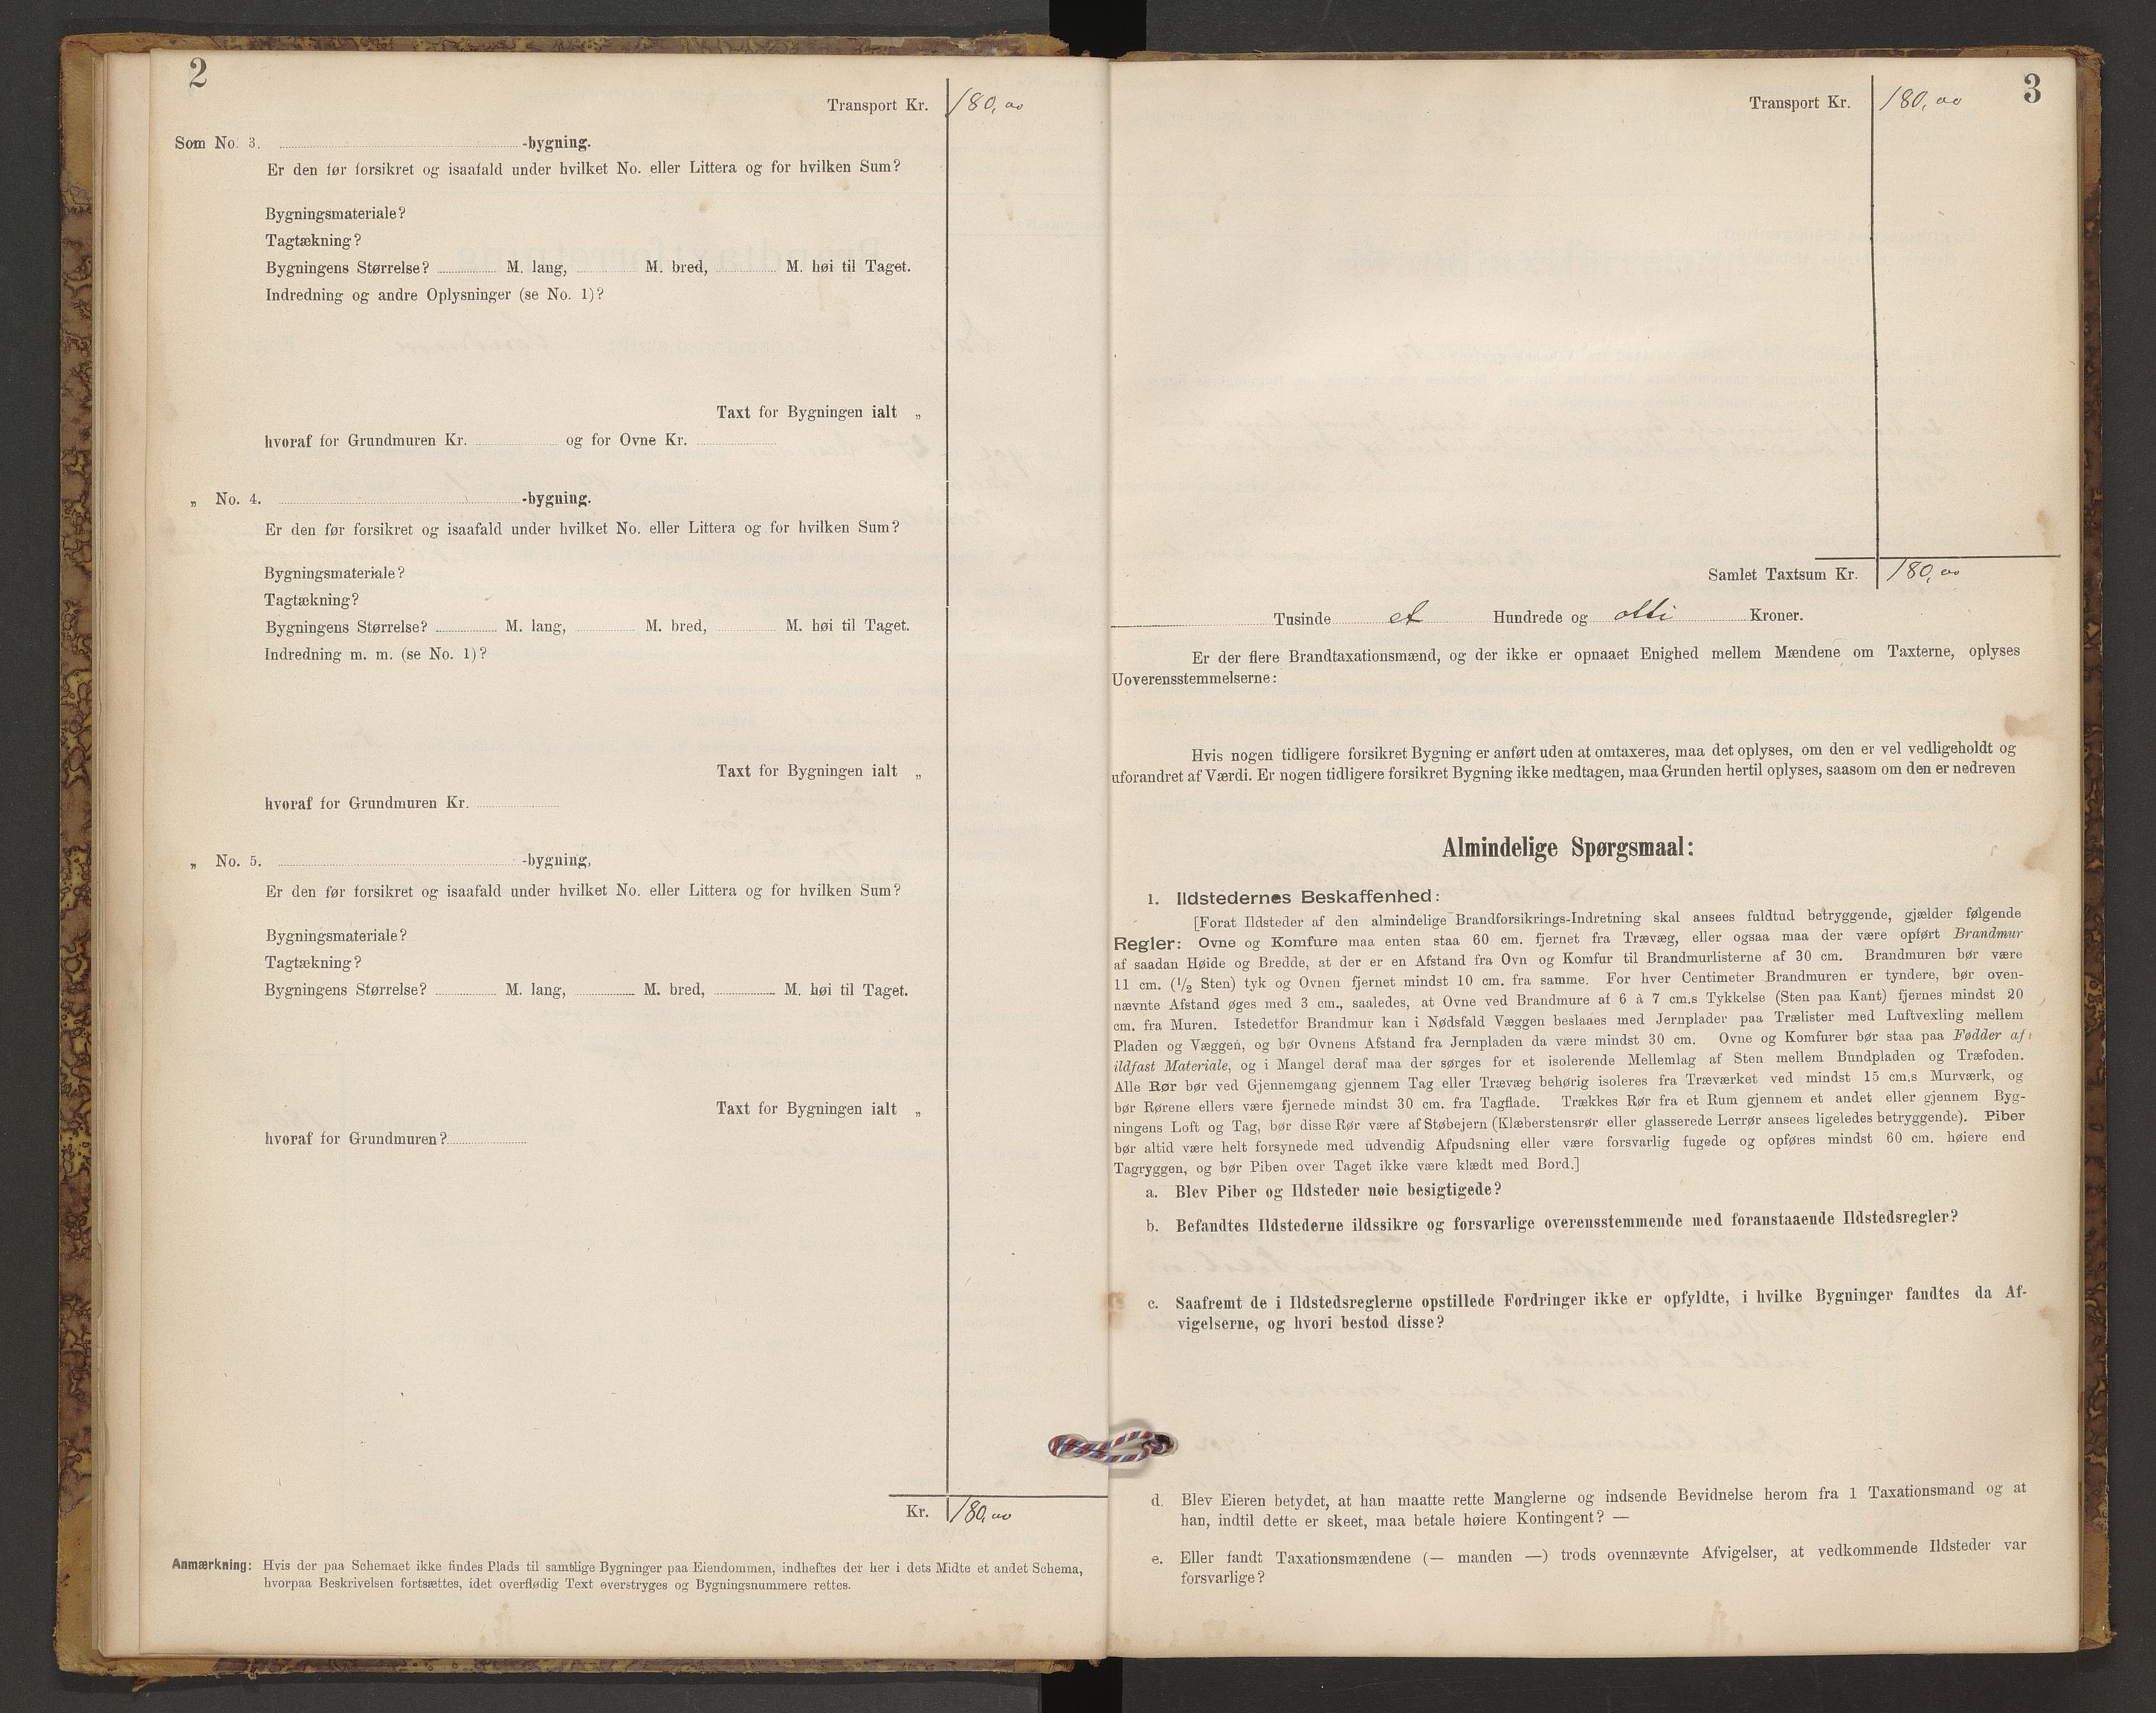 2
Transport Kr. 180,00
Som No. 3. -bygning.
Er den før forsikret og isaafald under hvilket No. eller Littera og for hvilken Sum?
Bygningsmateriale?
Tagtækning?
Bygningens Størrelse? M. lang, M. bred, M. høi til Taget.
Indredning og andre Oplysninger (se No. 1)?
Taxt for Bygningen ialt „
hvoraf for Grundmuren Kr. og for Ovne Kr.
„ No. 4. -bygning.
Er den før forsikret og isaafald under hvilket No. eller Littera og for hvilken Sum?
Bygningsmateriale?
Tagtækning?
Bygningens Størrelse? M. lang, M. bred, M. høi til Taget.
Indredning m. m. (se No. 1)?
Taxt for Bygningen ialt „
hvoraf for Grundmuren Kr.
„ No. 5. -bygning,
Er den før forsikret og isaafald under hvilket No. eller Littera og for hvilken Sum?
Bygningsmateriale?
Tagtækning?
Bygningens Størrelse? M. lang, M. bred, M. høi til Taget.
Taxt for Bygningen ialt „
hvoraf for Grundmuren?
Kr. 180,00
Anmærkning: Hvis der paa Schemaet ikke findes Plads til samtlige Bygninger paa Eiendommen, indheftes der her i dets Midte et andet Schema,
hvorpaa Beskrivelsen fortsættes, idet overflødig Text overstryges og Bygningsnummere rettes.
3
Transport Kr. 180,00
Samlet Taxtsum Kr. 180,00
Tusinde et Hundrede og otti Kroner.
Er der flere Brandtaxationsmænd, og der ikke er opnaaet Enighed mellem Mændene om Taxterne, oplyses
Uoverensstemmelserne:
Hvis nogen tidligere forsikret Bygning er anført uden at omtaxeres, maa det oplyses, om den er vel vedligeholdt og
uforandret af Værdi. Er nogen tidligere forsikret Bygning ikke medtagen, maa Grunden hertil oplyses, saasom om den er nedreven
Almindelige Spørgsmaal:
1. Ildstedernes Beskaffenhed:
[Forat Ildsteder af den almindelige Brandforsikrings-Indretning skal ansees fuldtud betryggende, gjælder følgende
Regler: Ovne og Komfure maa enten staa 60 cm. fjernet fra Trævæg, eller ogsaa maa der være opført Brandmur
af saadan Høide og Bredde, at der er en Afstand fra Ovn og Komfur til Brandmurlisterne af 30 cm. Brandmuren bør være
11 cm. (1/2 Sten) tyk og Ovnen fjernet mindst 10 cm. fra samme. For hver Centimeter Brandmuren er tyndere, bør oven-
nævnte Afstand øges med 3 cm., saaledes, at Ovne ved Brandmure af 6 à 7 cm.s Tykkelse (Sten paa Kant) fjernes mindst 20
cm. fra Muren. Istedetfor Brandmur kan i Nødsfald Væggen beslaaes med Jernplader paa Trælister med Luftvexling mellem
Pladen og Væggen, og bør Ovnens Afstand fra Jernpladen da være mindst 30 cm. Ovne og Komfurer bør staa paa Fødder af
ildfast Materiale, og i Mangel deraf maa der sørges for et isolerende Mellemlag af Sten mellem Bundpladen og Træfoden.
Alle Rør bør ved Gjennemgang gjennem Tag eller Trævæg behørig isoleres fra Træværket ved mindst 15 cm.s Murværk, og
bør Rørene ellers være fjernede mindst 30 cm. fra Tagflade. Trækkes Rør fra et Rum gjennem et andet eller gjennem Byg-
ningens Loft og Tag, bør disse Rør være af Støbejern (Klæberstensrør eller glasserede Lerrør ansees ligeledes betryggende). Piber
bør altid være helt forsynede med udvendig Afpudsning eller være forsvarlig fugede og opføres mindst 60 cm. høiere end
Tagryggen, og bør Piben over Taget ikke være klædt med Bord.]
a. Blev Piber og Ildsteder nøie besigtigede?
b. Befandtes Ildstederne ildssikre og forsvarlige overensstemmende med foranstaaende Ildstedsregler?
c. Saafremt de i Ildstedsreglerne opstillede Fordringer ikke er opfyldte, i hvilke Bygninger fandtes da Af-
vigelserne, og hvori bestod disse?
d. Blev Eieren betydet, at han maatte rette Manglerne og indsende Bevidnelse herom fra 1 Taxationsmand og at
han, indtil dette er skeet, maa betale høiere Kontingent? —
e. Eller fandt Taxationsmændene (— manden —) trods ovennævnte Afvigelser, at vedkommende Ildsteder var
forsvarlige?